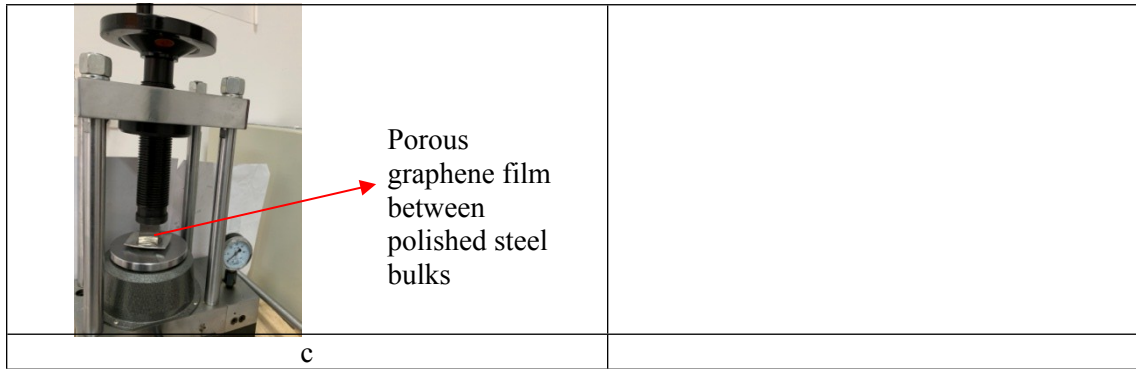 Porous
graphene film
between
polished steel
bulks
c